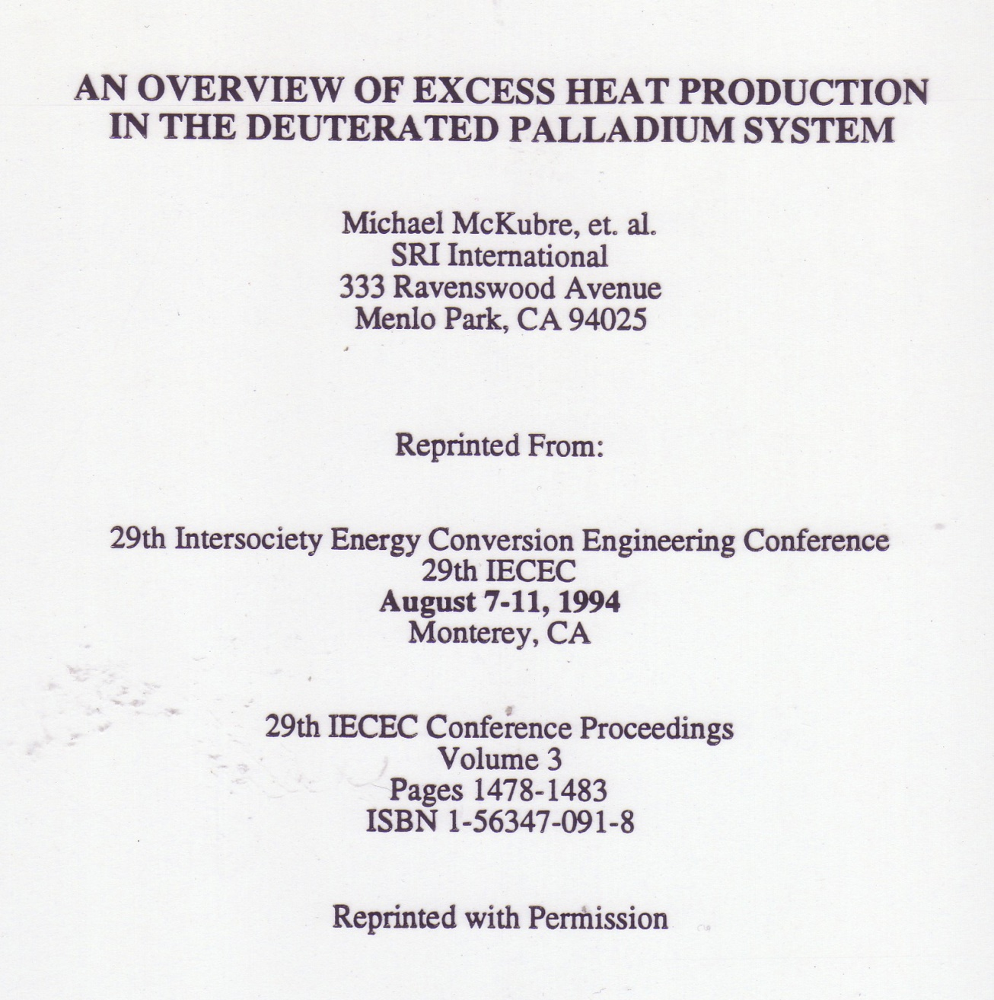 AN OVERVIEW OF EXCESS HEAT PRODUCTION
IN THE DEUTERATED PALLADIUM SYSTEM
Michael McKubre, et. al.
SRI International
333 Ravenswood Avenue
Menlo Park, CA 94025
Reprinted From:
29th Intersociety Energy Conversion Engineering Conference
29th IECEC
August 7-11, 1994
Monterey, CA
29th IECEC Conference Proceedings
Volume 3
Pages 1478-1483
ISBN 1-56347-091-8
Reprinted with Permission